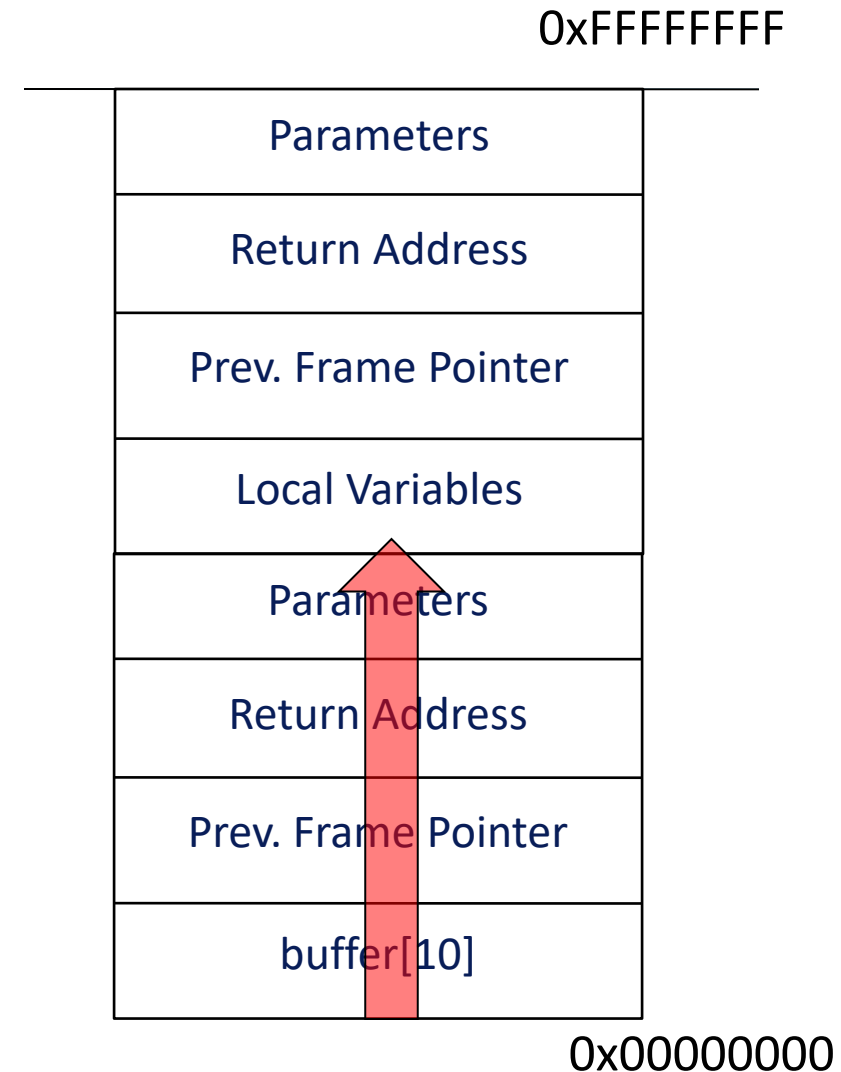 0xFFFFFFFF
Parameters
Return Address
Prev. Frame Pointer
Local Variables
Parameters
Return Address
Prev. Frame Pointer
buffer[10]
0x00000000